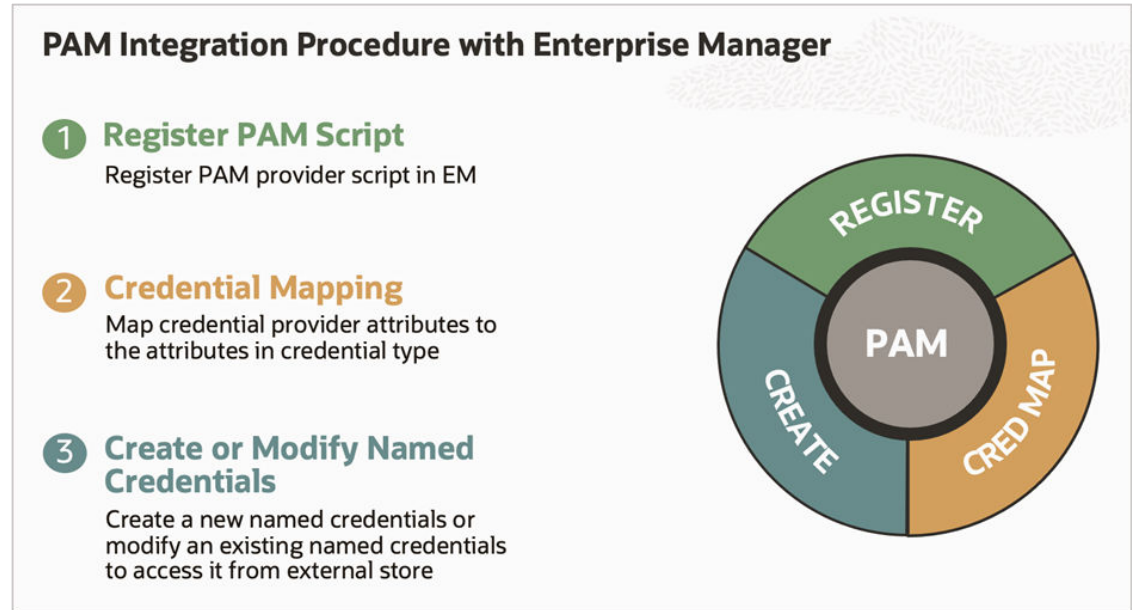 PAM Integration Procedure with Enterprise Manager
1 Register PAM Script
Register PAM provider script in EM
2 Credential Mapping
Map credential provider attributes to
the attributes in credential type
3 Create or Modify Named
Credentials
Create a new named credentials or
modify an existing named credentials
to access it from external store
REGISTER
PAM
CREATE
CRED MAP